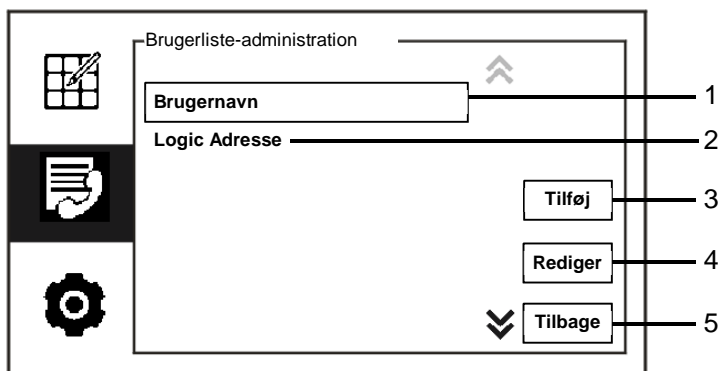 Brugerliste-administration
Brugernavn 1
Logic Adresse 2
Tilføj 3
Rediger 4
Tilbage 5